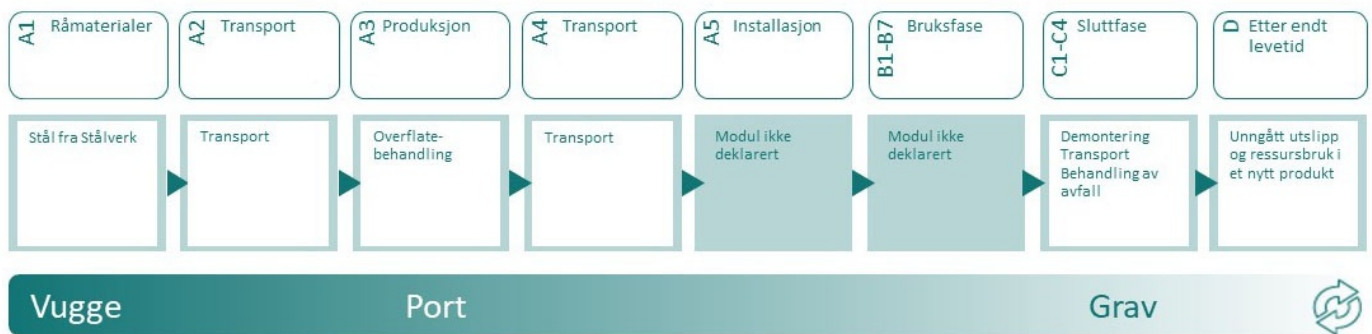 A1 Råmaterialer
A2 Transport
A3 Produksjon
A4 Transport
A5 Installasjon
B1-B7 Bruksfase
C1-C4 Sluttfase
D Etter endt
levetid
Stål fra Stålverk
Transport
Overflate-
behandling
Transport
Modul ikke
deklarert
Modul ikke
deklarert
Demontering
Transport
Behandling av
avfall
Unngått utslipp
og ressursbruk i
et nytt produkt
Vugge
Port
Grav